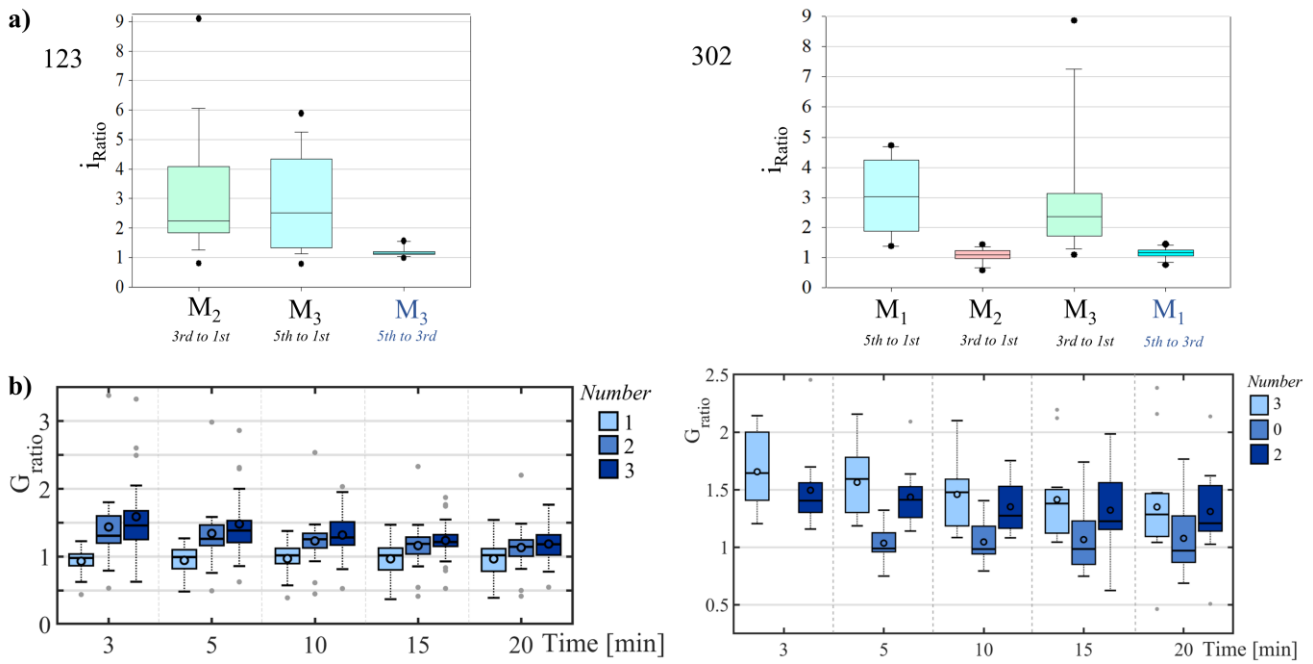 a)
123
9
8
7
6
5
4
3
2
1
0
iRatio
M2 M3 M3
3rd to 1st 5th to 1st 5th to 3rd
302
9
8
7
6
5
4
3
2
1
0
iRatio
M1 M2 M3 M1
5th to 1st 3rd to 1st 3rd to 1st 5th to 3rd
b)
Gratio
3
2
1
0
3 5 10 15 20 Time [min]
Number
1
2
3
Gratio
2.5
2
1.5
1
0.5
3 5 10 15 20 Time [min]
Number
3
0
2